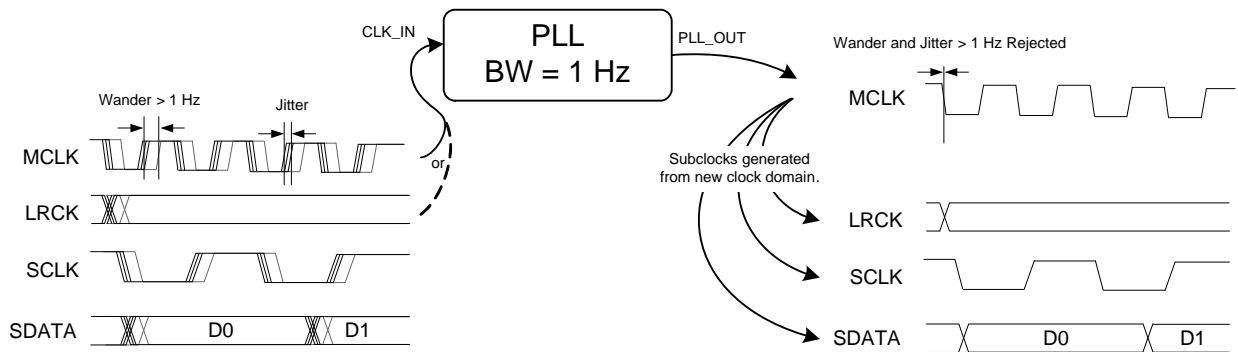 CLK_IN
PLL
BW = 1 Hz
PLL_OUT
Wander > 1 Hz
Jitter
MCLK
or
LRCK
SCLK
SDATA
D0
D1
Wander and Jitter > 1 Hz Rejected
MCLK
Subclocks generated
from new clock domain.
LRCK
SCLK
SDATA
D0
D1